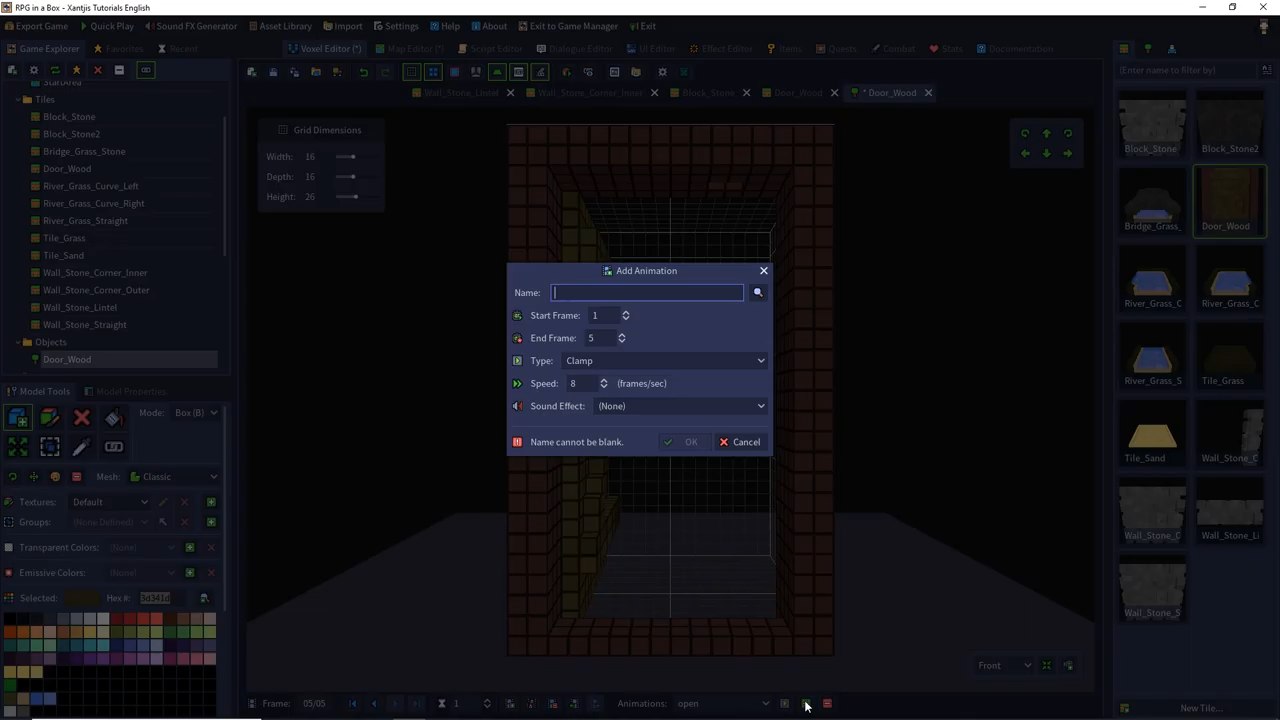 RPG in a Box - Xantjis Tutorials English
Export Game Quick Play Sound FX Generator Asset Library Import Settings Help About Exit to Game Manager Exit
Game Explorer Favorites Recent Voxel Editor (*) Map Editor (*) Script Editor Dialogue Editor UI Editor Effect Editor Items Quests Combat Stats Documentation
(Enter name to filter by)
StartArea
Tiles
Block_Stone
Block_Stone2
Bridge_Grass_Stone
Door_Wood
River_Grass_Curve_Left
River_Grass_Curve_Right
River_Grass_Straight
Tile_Grass
Tile_Sand
Wall_Stone_Corner_Inner
Wall_Stone_Corner_Outer
Wall_Stone_Lintel
Wall_Stone_Straight
Objects
Door_Wood
Model Tools Model Properties
Mode: Box (B)
Mesh: Classic
Textures: Default
Groups: (None Defined)
Transparent Colors: (None)
Emissive Colors: (None)
Selected: Hex #: 3d341d
Wall_Stone_Lintel Wall_Stone_Corner_Inner Block_Stone Door_Wood * Door_Wood
Grid Dimensions
Width: 16
Depth: 16
Height: 26
Add Animation
Name:
Start Frame: 1
End Frame: 5
Type: Clamp
Speed: 8 (frames/sec)
Sound Effect: (None)
Name cannot be blank. OK Cancel
Front
Frame: 05/05 1 Animations: open
Block_Stone Block_Stone2
Bridge_Grass_ Door_Wood
River_Grass_C River_Grass_C
River_Grass_S Tile_Grass
Tile_Sand Wall_Stone_C
Wall_Stone_C Wall_Stone_Li
Wall_Stone_S
New Tile...